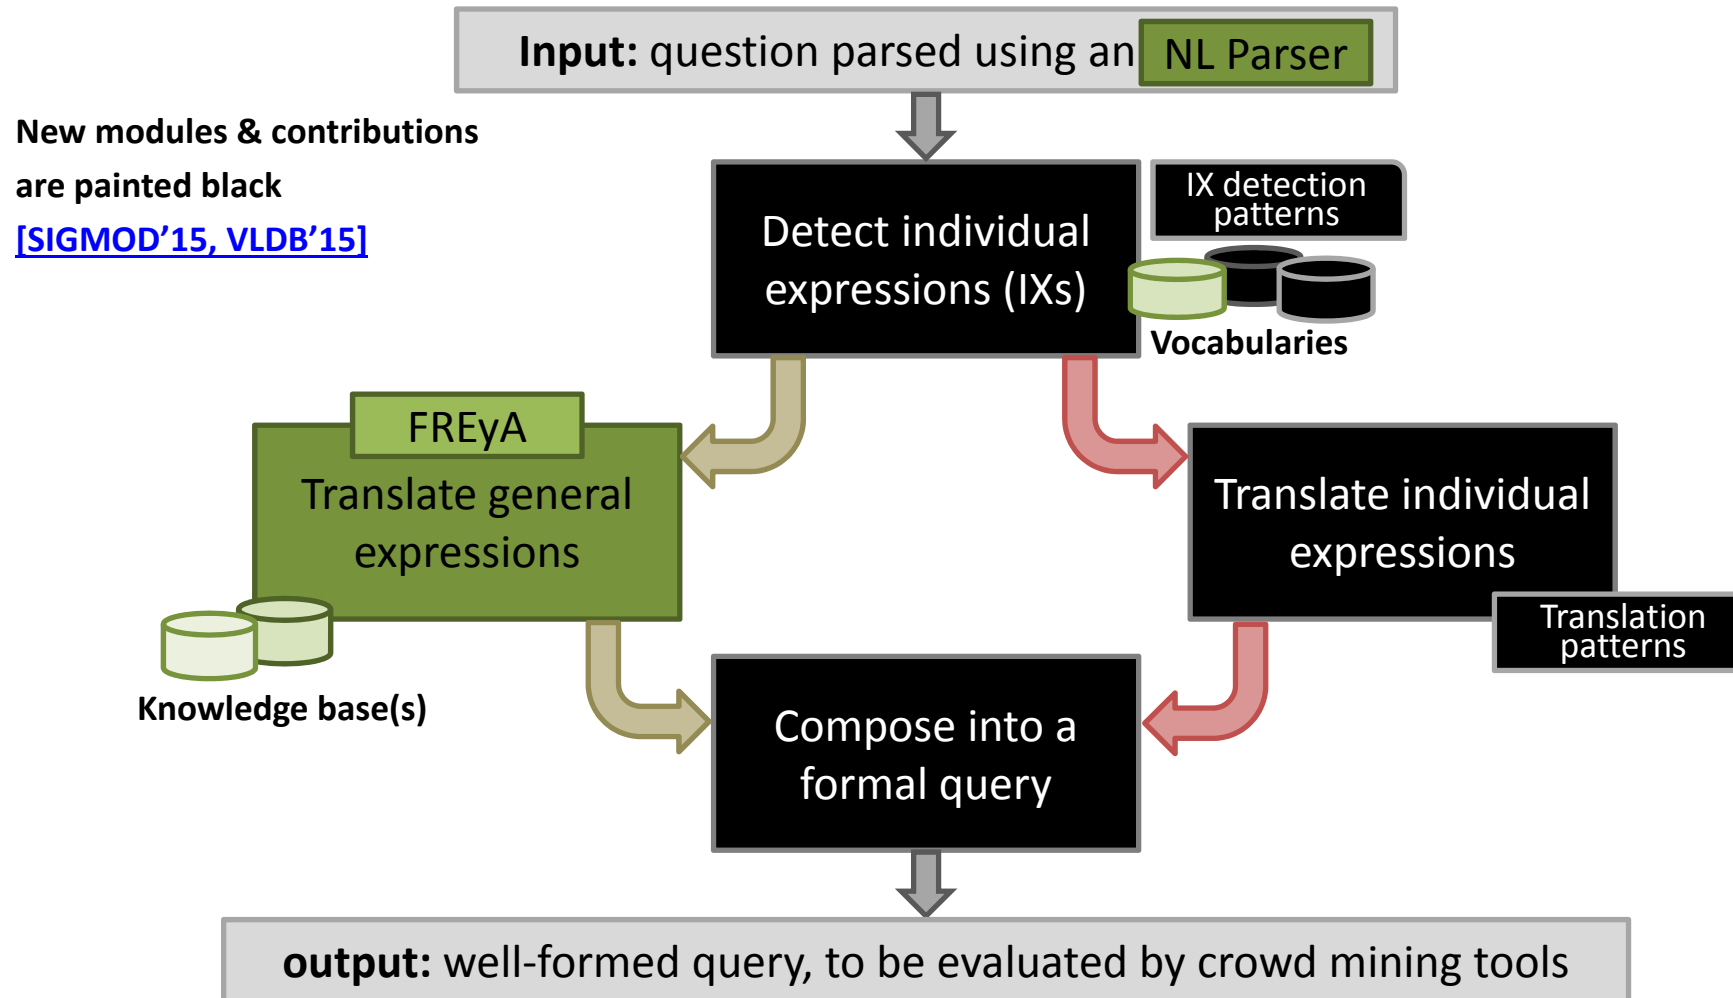 Input: question parsed using an NL Parser
New modules & contributions
are painted black
[SIGMOD’15, VLDB’15]
Detect individual
expressions (IXs)
IX detection
patterns
Vocabularies
FREyA
Translate general
expressions
Knowledge base(s)
Translate individual
expressions
Translation
patterns
Compose into a
formal query
output: well-formed query, to be evaluated by crowd mining tools